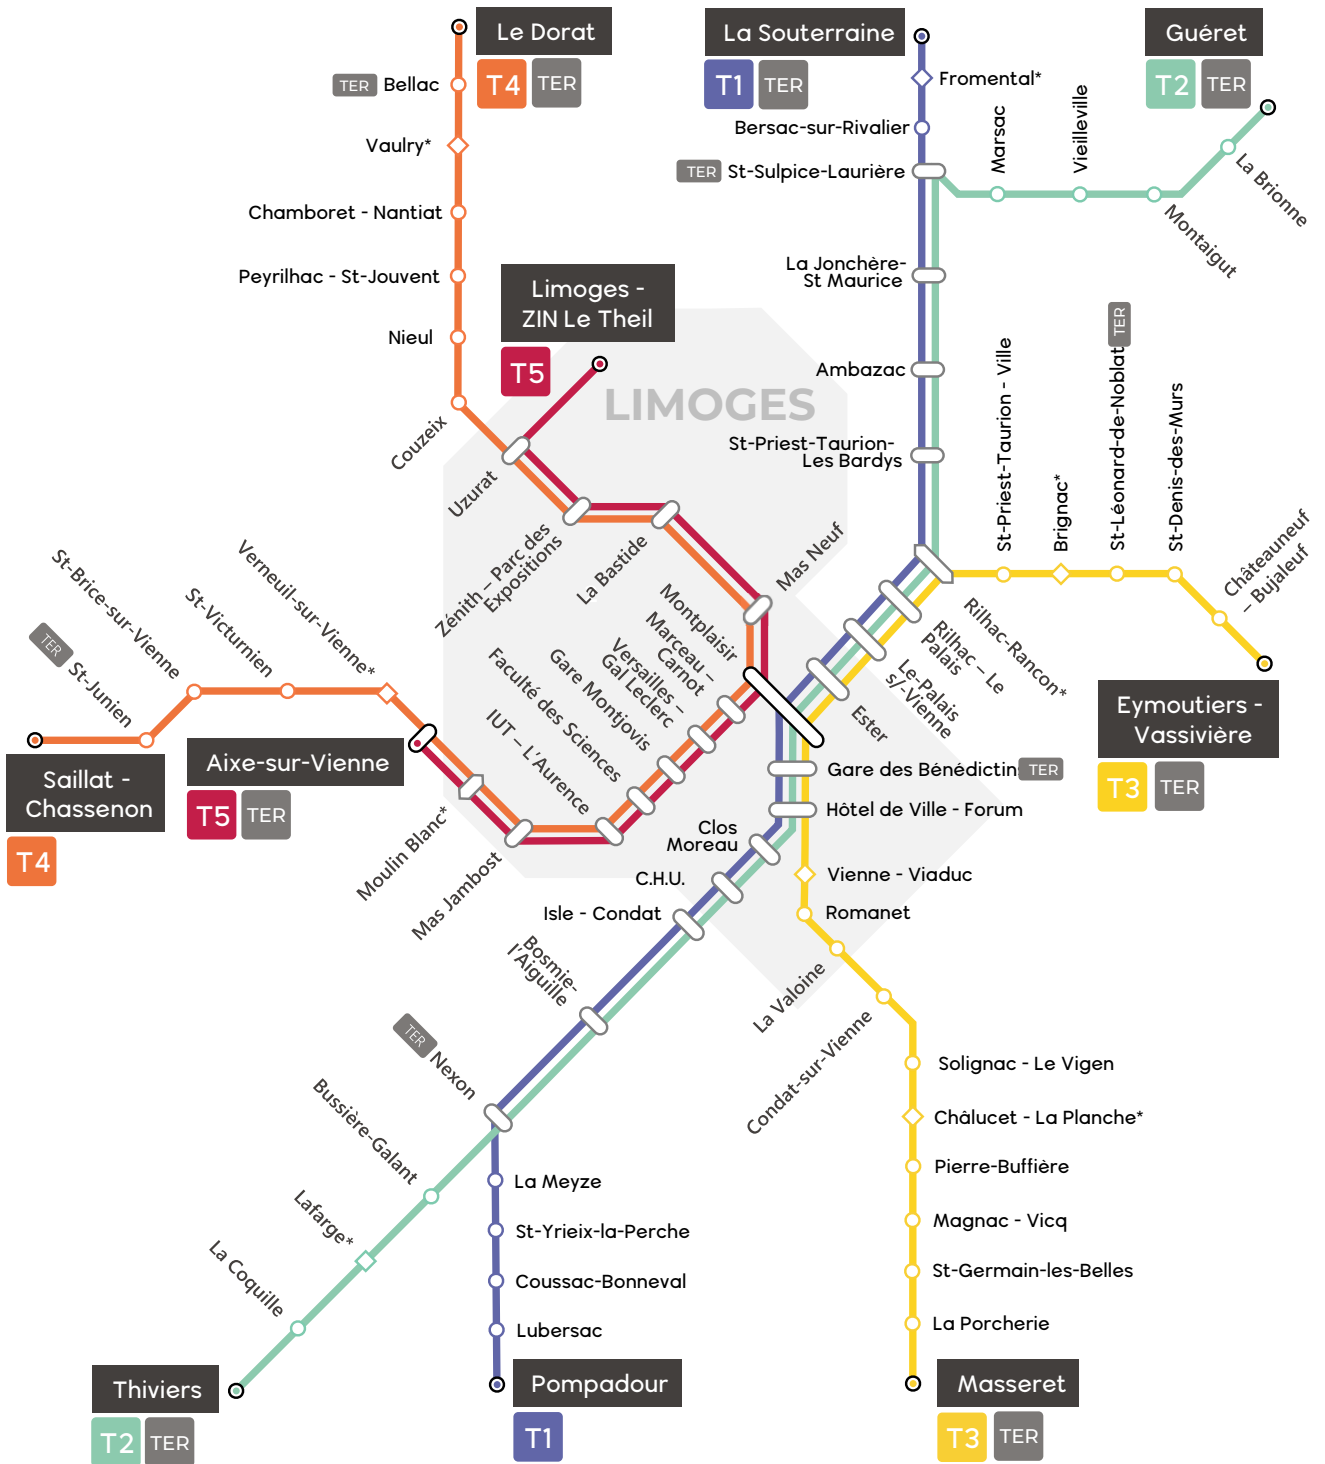 Le Dorat
T4
TER
TER
Bellac
Vaulry*
Chamboret - Nantiat
Peyrilhac - St-Jouvent
Nieul
Couzeix
La Souterraine
T1
TER
Fromental*
Bersac-sur-Rivalier
TER
St-Sulpice-Laurière
La Jonchère-
St Maurice
Ambazac
St-Priest-Taurion-
Les Bardys
Guéret
T2
TER
Marsac
Vieilleville
Montaigut
La Brionne
Limoges -
ZIN Le Theil
T5
LIMOGES
Uzurat
Zénith – Parc des
Expositions
La Bastide
Mas Neuf
Montplaisir
Marceau –
Carnot
Versailles –
Gal Leclerc
Gare Montjovis
Faculté des Sciences
IUT – L'Aurence
Mas Jambost
Moulin Blanc*
Aixe-sur-Vienne
T5
TER
Verneuil-sur-Vienne*
St-Victurnien
St-Brice-sur-Vienne
TER
St-Junien
Saillat -
Chassenon
T4
St-Priest-Taurion - Ville
Brignac*
TER
St-Léonard-de-Noblat
St-Denis-des-Murs
Châteauneuf
– Bujaleuf
Eymoutiers -
Vassivière
T3
TER
Rilhac-Rancon*
Rilhac – Le
Palais
Le-Palais
s/-Vienne
Ester
Gare des Bénédictins
TER
Hôtel de Ville - Forum
Clos
Moreau
C.H.U.
Isle - Condat
Bosmie-
l'Aiguille
TER
Nexon
Bussière-Galant
Lafarge*
La Coquille
Thiviers
T2
TER
La Meyze
St-Yrieix-la-Perche
Coussac-Bonneval
Lubersac
Pompadour
T1
Vienne - Viaduc
Romanet
La Valoine
Condat-sur-Vienne
Solignac - Le Vigen
Châlucet - La Planche*
Pierre-Buffière
Magnac - Vicq
St-Germain-les-Belles
La Porcherie
Masseret
T3
TER